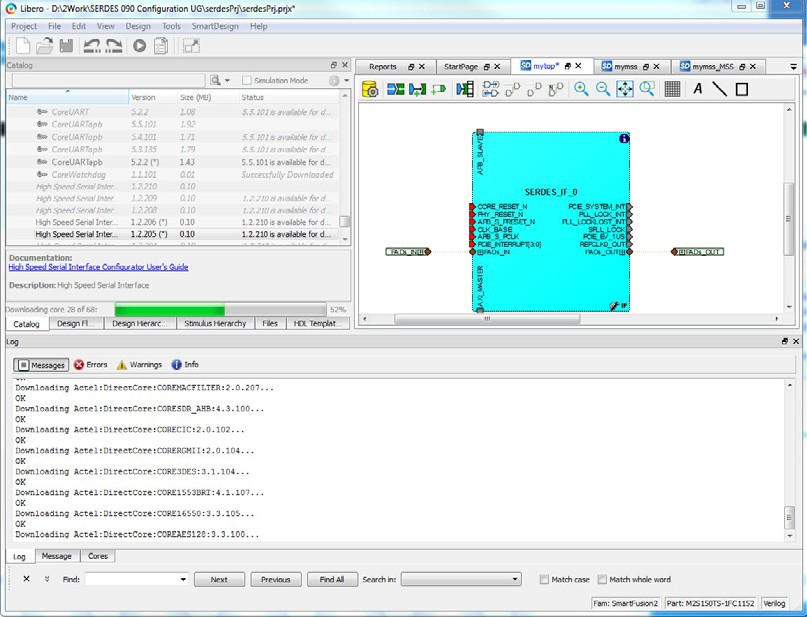 Libero - D:\2Work\SERDES 090 Configuration UG\serdesPrj\serdesPrj.prjx*
Project File Edit View Design Tools SmartDesign Help
Catalog
Simulation Mode
Name Version Size (MB) Status
CoreUART 5.2.2 1.08 5.5.101 is available for d...
CoreUARTapb 5.5.101 1.92
CoreUARTapb 5.4.101 1.71 5.5.101 is available for d...
CoreUARTapb 5.3.135 1.79 5.5.101 is available for d...
CoreUARTapb 5.2.2 (*) 1.43 5.5.101 is available for d...
CoreWatchdog 1.1.101 0.01 Successfully Downloaded
High Speed Serial Inter... 1.2.210 0.10
High Speed Serial Inter... 1.2.209 0.10 1.2.210 is available for d...
High Speed Serial Inter... 1.2.208 0.10 1.2.210 is available for d...
High Speed Serial Inter... 1.2.206 (*) 0.10 1.2.210 is available for d...
High Speed Serial Inter... 1.2.205 (*) 0.10 1.2.210 is available for d...
Documentation:
High Speed Serial Interface Configurator User's Guide
Description: High Speed Serial Interface
Downloading core 28 of 68: 52%
Catalog Design Fl... Design Hierarc... Stimulus Hierarchy Files HDL Templat...
Reports StartPage mytop* mymss mymss_MSS
APB_SLAVE
SERDES_IF_0
CORE_RESET_N PCIE_SYSTEM_INT
PHY_RESET_N PLL_LOCK_INT
APB_S_PRESET_N PLL_LOCKLOST_INT
CLK_BASE SPLL_LOCK
APB_S_PCLK PCIE_EV_1US
PCIE_INTERRUPT[3:0] REFCLK0_OUT
PADs_IN PADs_IN PADs_OUT PADs_OUT
AXI_MASTER
IF
Log
Messages Errors Warnings Info
OK
Downloading Actel:DirectCore:COREMACFILTER:2.0.207...
OK
Downloading Actel:DirectCore:CORESDR_AHB:4.3.100...
OK
Downloading Actel:DirectCore:CORECIC:2.0.102...
OK
Downloading Actel:DirectCore:CORERGMII:2.0.104...
OK
Downloading Actel:DirectCore:CORE3DES:3.1.104...
OK
Downloading Actel:DirectCore:CORE1553BRT:4.1.107...
OK
Downloading Actel:DirectCore:CORE16550:3.3.105...
OK
Downloading Actel:DirectCore:COREAES128:3.3.100...
Log Message Cores
Find: Next Previous Find All Search in: Match case Match whole word
Fam: SmartFusion2 Part: M2S150TS-1FC1152 Verilog